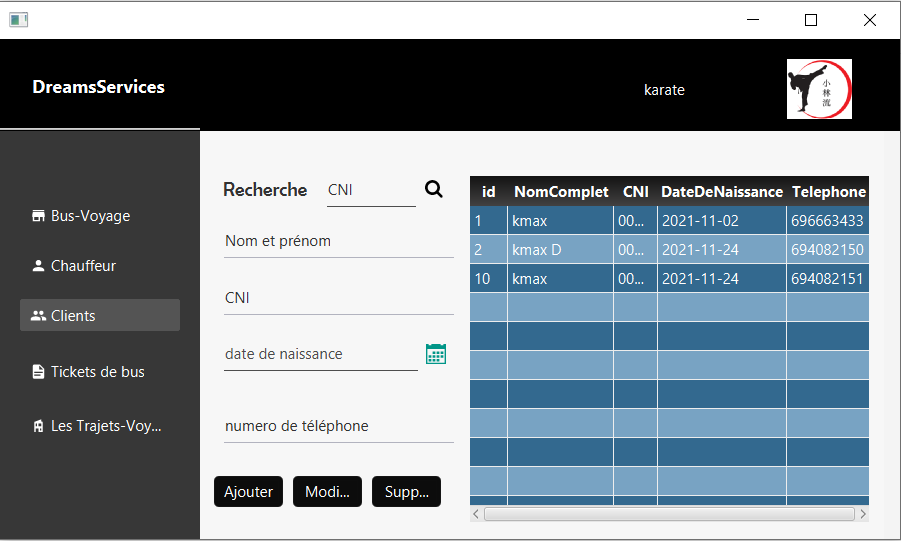 DreamsServices
karate
小
林
流
Bus-Voyage
Chauffeur
Clients
Tickets de bus
Les Trajets-Voy...
Recherche CNI
Nom et prénom
CNI
date de naissance
numero de téléphone
Ajouter Modi... Supp...
id NomComplet CNI DateDeNaissance Telephone
1 kmax 00... 2021-11-02 696663433
2 kmax D 00... 2021-11-24 694082150
10 kmax 00... 2021-11-24 694082151